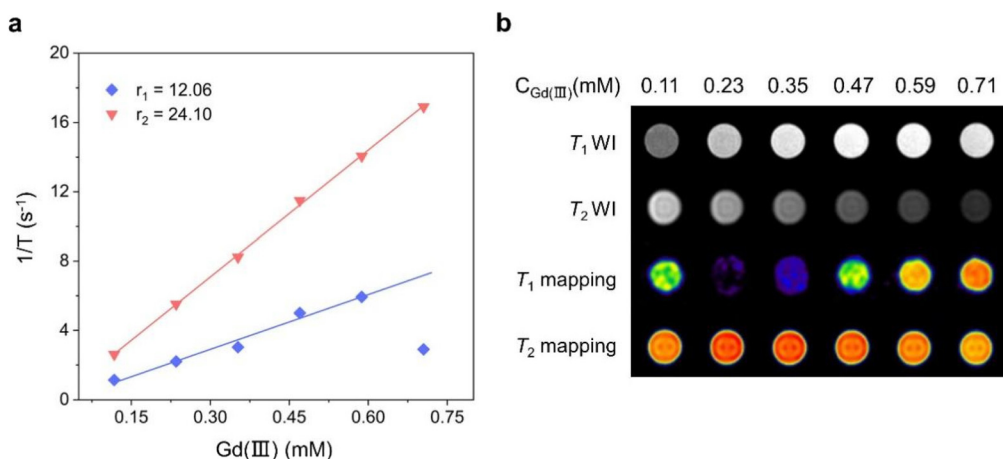 a
20
16
12
8
4
0
1/T (s⁻¹)
r₁ = 12.06
r₂ = 24.10
0.15 0.30 0.45 0.60 0.75
Gd(Ⅲ) (mM)
b
C_Gd(Ⅲ)(mM) 0.11 0.23 0.35 0.47 0.59 0.71
T₁ WI
T₂ WI
T₁ mapping
T₂ mapping